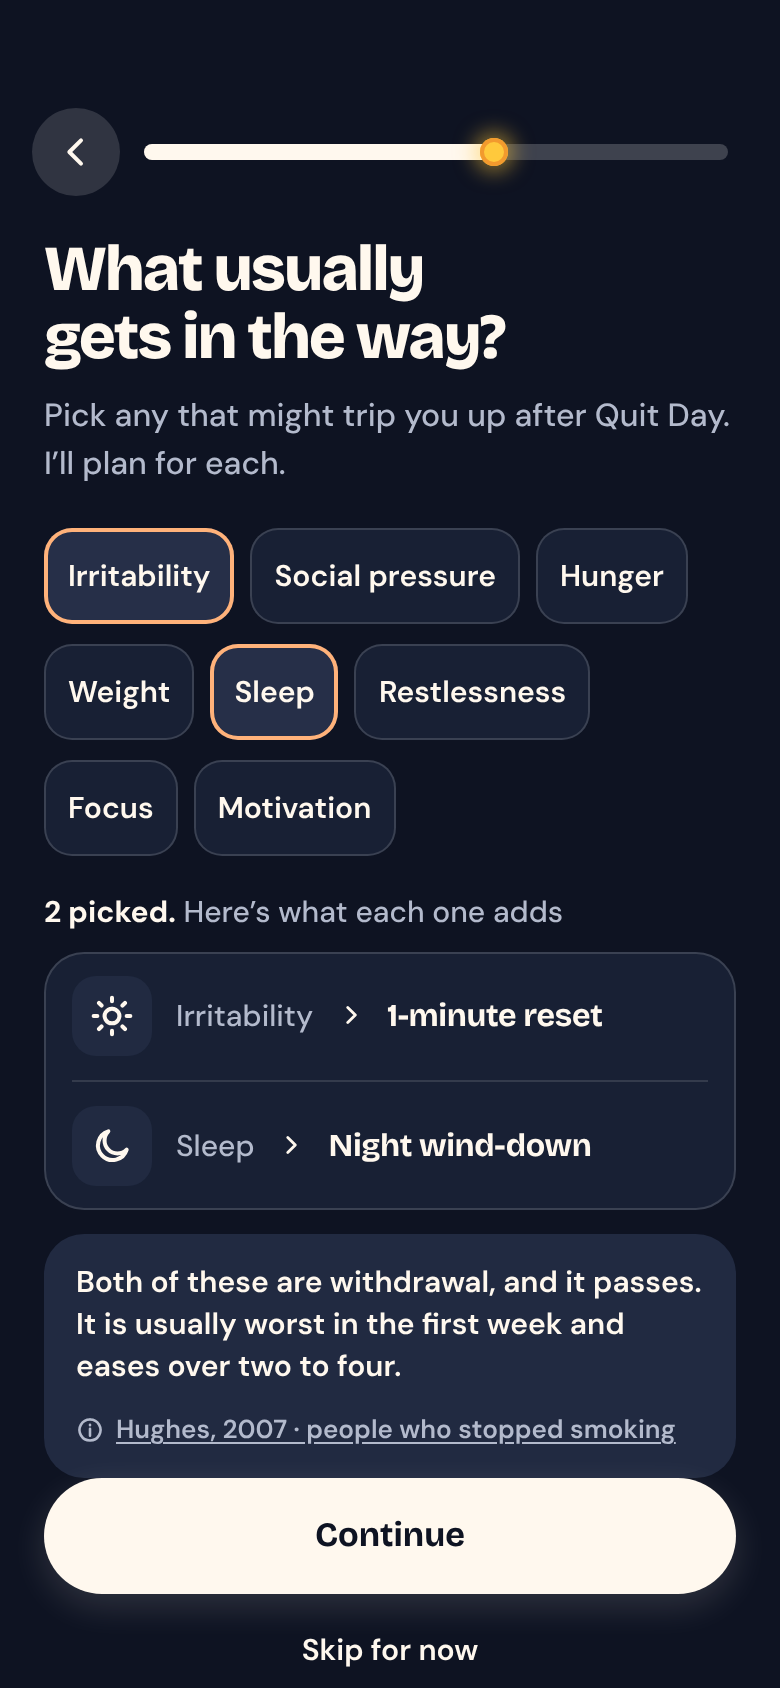 What usually
gets in the way?
Pick any that might trip you up after Quit Day.
I’ll plan for each.
Irritability
Social pressure
Hunger
Weight
Sleep
Restlessness
Focus
Motivation
2 picked. Here’s what each one adds
Irritability > 1-minute reset
Sleep > Night wind-down
Both of these are withdrawal, and it passes.
It is usually worst in the first week and
eases over two to four.
Hughes, 2007 · people who stopped smoking
Continue
Skip for now